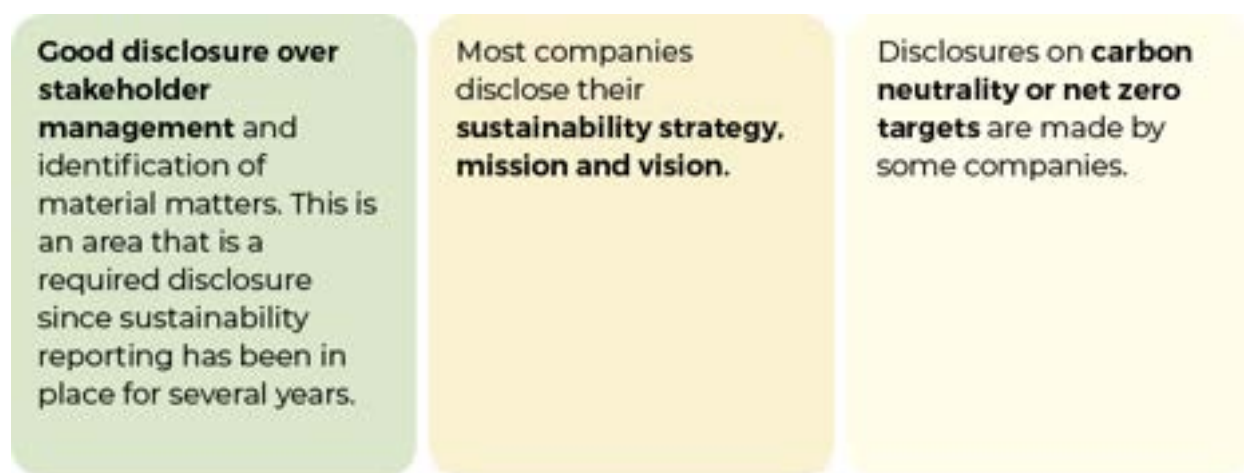 Good disclosure over
stakeholder
management and
identification of
material matters. This is
an area that is a
required disclosure
since sustainability
reporting has been in
place for several years.
Most companies
disclose their
sustainability strategy,
mission and vision.
Disclosures on carbon
neutrality or net zero
targets are made by
some companies.